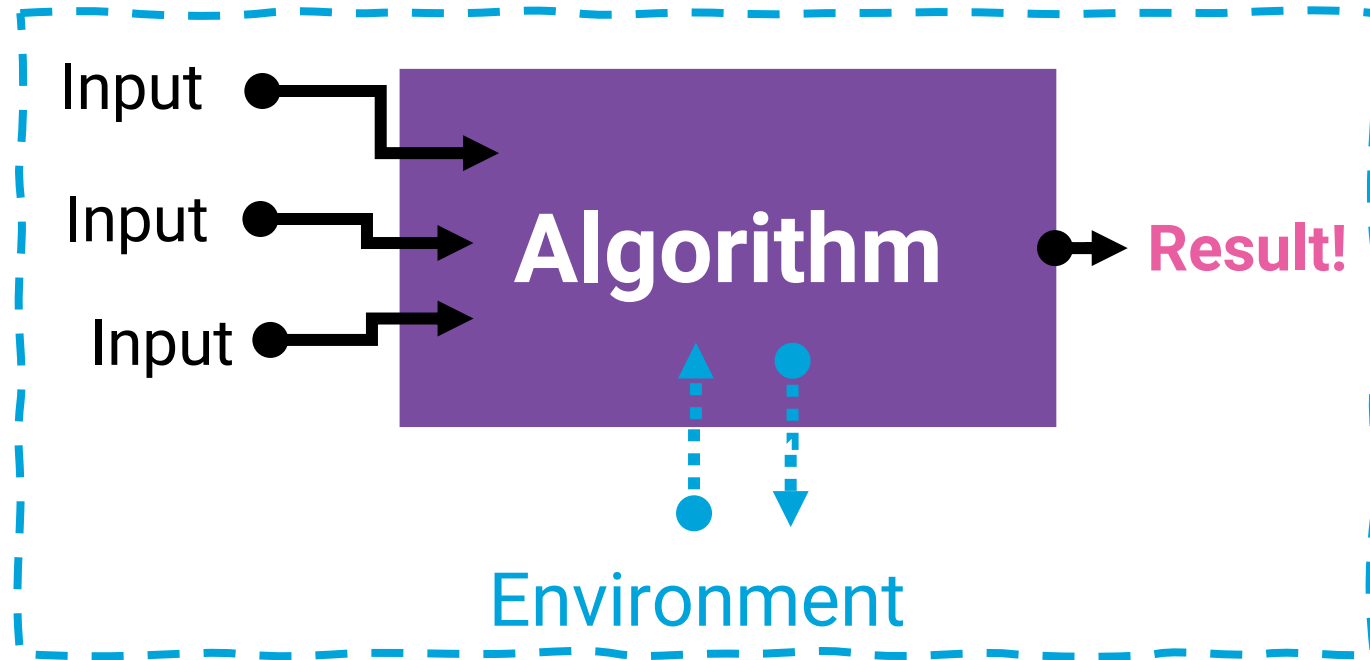 Input
Input
Input
Algorithm
Result!
Environment